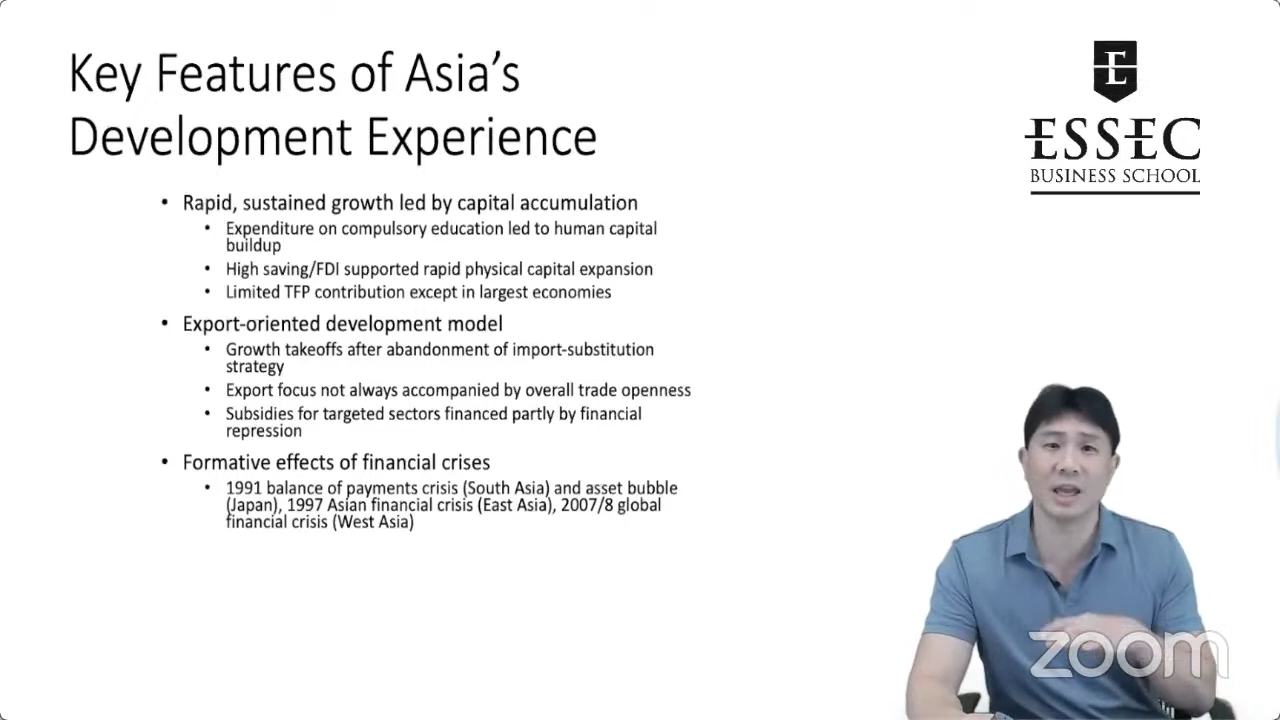 Key Features of Asia's
Development Experience
• Rapid, sustained growth led by capital accumulation
• Expenditure on compulsory education led to human capital
buildup
• High saving/FDI supported rapid physical capital expansion
• Limited TFP contribution except in largest economies
• Export-oriented development model
• Growth takeoffs after abandonment of import-substitution
strategy
• Export focus not always accompanied by overall trade openness
• Subsidies for targeted sectors financed partly by financial
repression
• Formative effects of financial crises
• 1991 balance of payments crisis (South Asia) and asset bubble
(Japan), 1997 Asian financial crisis (East Asia), 2007/8 global
financial crisis (West Asia)
E
ESSEC
BUSINESS SCHOOL
zoom